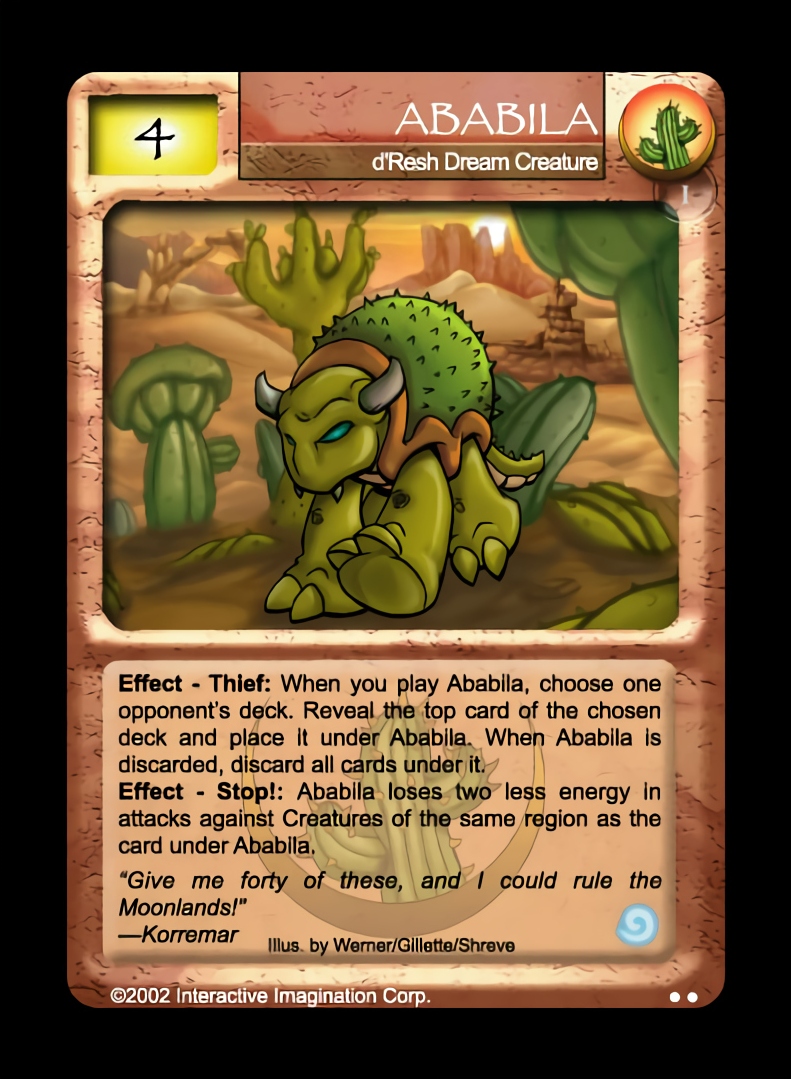 4
ABABILA
d'Resh Dream Creature
I
Effect - Thief: When you play Ababila, choose one
opponent's deck. Reveal the top card of the chosen
deck and place it under Ababila. When Ababila is
discarded, discard all cards under it.
Effect - Stop!: Ababila loses two less energy in
attacks against Creatures of the same region as the
card under Ababila.
"Give me forty of these, and I could rule the
Moonlands!"
—Korremar
Illus. by Werner/Gillette/Shreve
©2002 Interactive Imagination Corp.